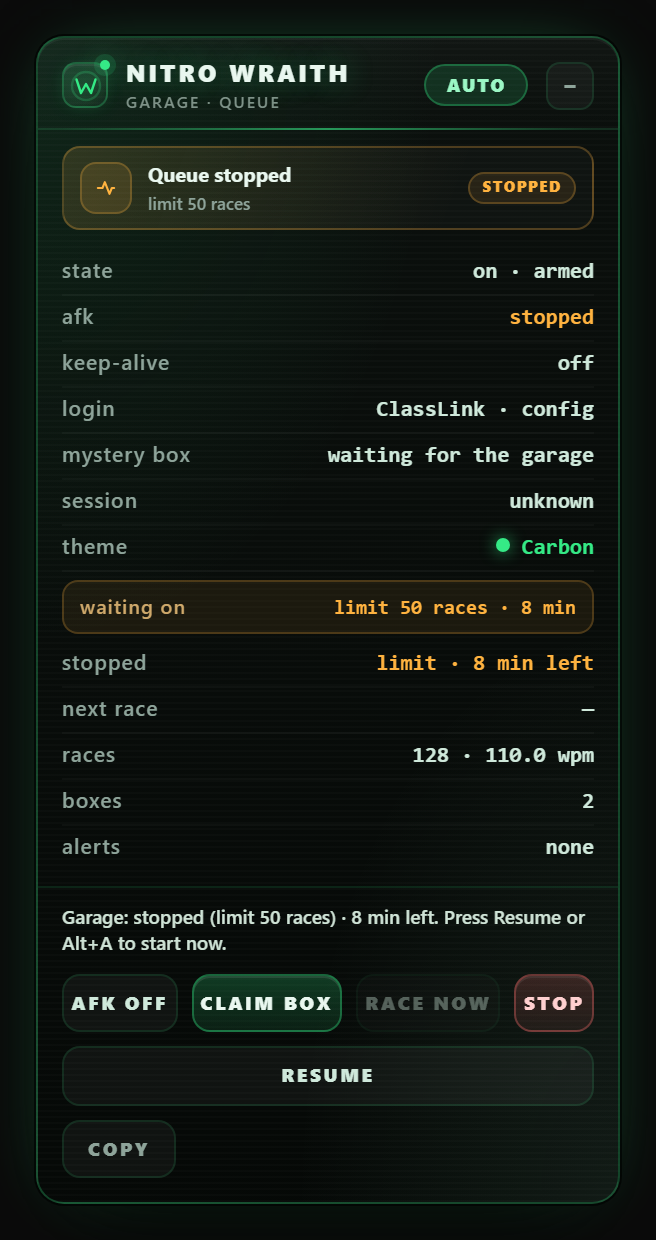 NITRO WRAITH
GARAGE · QUEUE
AUTO
–
Queue stopped
limit 50 races
STOPPED
state on · armed
afk stopped
keep-alive off
login ClassLink · config
mystery box waiting for the garage
session unknown
theme Carbon
waiting on limit 50 races · 8 min
stopped limit · 8 min left
next race —
races 128 · 110.0 wpm
boxes 2
alerts none
Garage: stopped (limit 50 races) · 8 min left. Press Resume or
Alt+A to start now.
AFK OFF CLAIM BOX RACE NOW STOP
RESUME
COPY